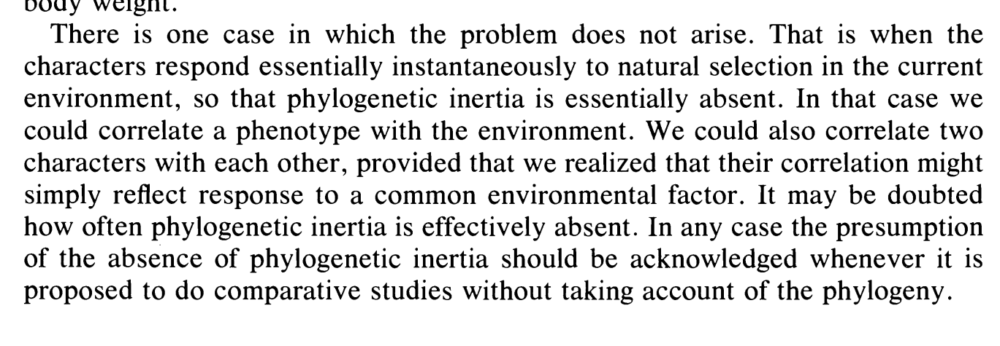 body weight.
There is one case in which the problem does not arise. That is when the
characters respond essentially instantaneously to natural selection in the current
environment, so that phylogenetic inertia is essentially absent. In that case we
could correlate a phenotype with the environment. We could also correlate two
characters with each other, provided that we realized that their correlation might
simply reflect response to a common environmental factor. It may be doubted
how often phylogenetic inertia is effectively absent. In any case the presumption
of the absence of phylogenetic inertia should be acknowledged whenever it is
proposed to do comparative studies without taking account of the phylogeny.